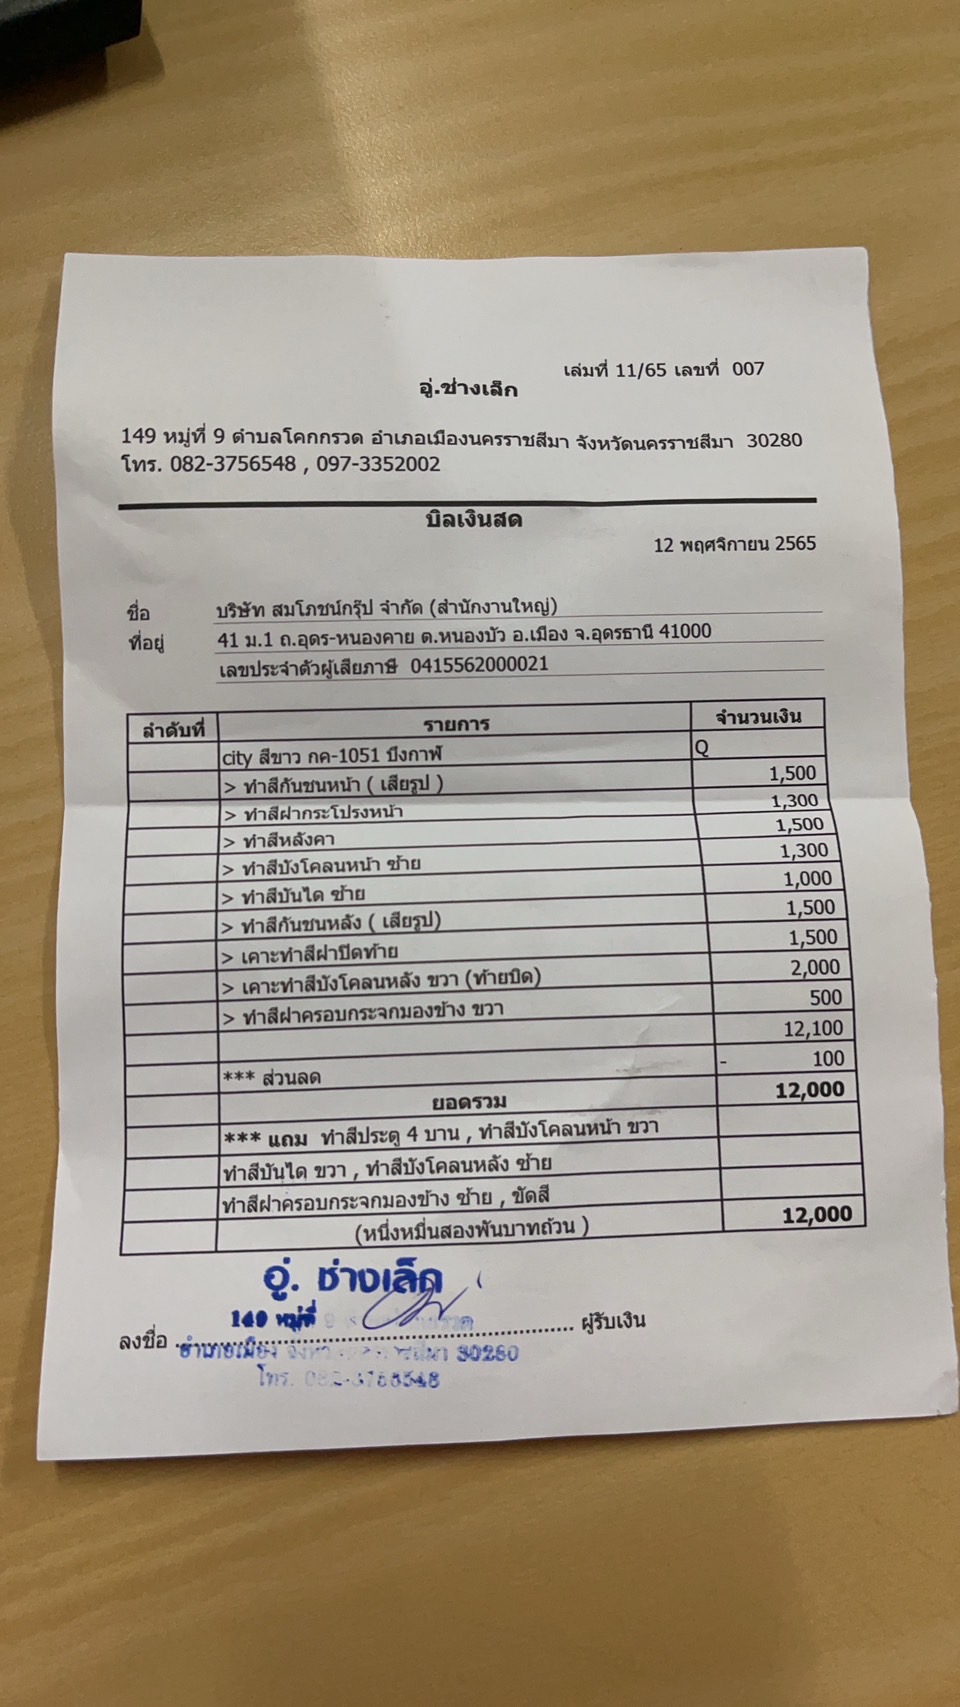 เล่มที่ 11/65 เลขที่ 007
อู่.ช่างเล็ก
149 หมู่ที่ 9 ตำบลโคกกรวด อำเภอเมืองนครราชสีมา จังหวัดนครราชสีมา 30280
โทร. 082-3756548 , 097-3352002
บิลเงินสด
12 พฤศจิกายน 2565
ชื่อ บริษัท สมโภชน์กรุ๊ป จำกัด (สำนักงานใหญ่)
ที่อยู่ 41 ม.1 ถ.อุดร-หนองคาย ต.หนองบัว อ.เมือง จ.อุดรธานี 41000
เลขประจำตัวผู้เสียภาษี 0415562000021
ลำดับที่ รายการ จำนวนเงิน
city สีขาว กค-1051 บึงกาฬ Q
> ทำสีกันชนหน้า ( เสียรูป ) 1,500
> ทำสีฝากระโปรงหน้า 1,300
> ทำสีหลังคา 1,500
> ทำสีบังโคลนหน้า ซ้าย 1,300
> ทำสีบันได ซ้าย 1,000
> ทำสีกันชนหลัง ( เสียรูป) 1,500
> เคาะทำสีฝาปิดท้าย 1,500
> เคาะทำสีบังโคลนหลัง ขวา (ท้ายบิด) 2,000
> ทำสีฝาครอบกระจกมองข้าง ขวา 500
12,100
*** ส่วนลด - 100
ยอดรวม 12,000
*** แถม ทำสีประตู 4 บาน , ทำสีบังโคลนหน้า ขวา
ทำสีบันได ขวา , ทำสีบังโคลนหลัง ซ้าย
ทำสีฝาครอบกระจกมองข้าง ซ้าย , ขัดสี
(หนึ่งหมื่นสองพันบาทถ้วน ) 12,000
อู่. ช่างเล็ก
149 หมู่ที่ 9
ลงชื่อ ........................ ผู้รับเงิน
อำเภอเมือง 30280
โทร. 082-3756548